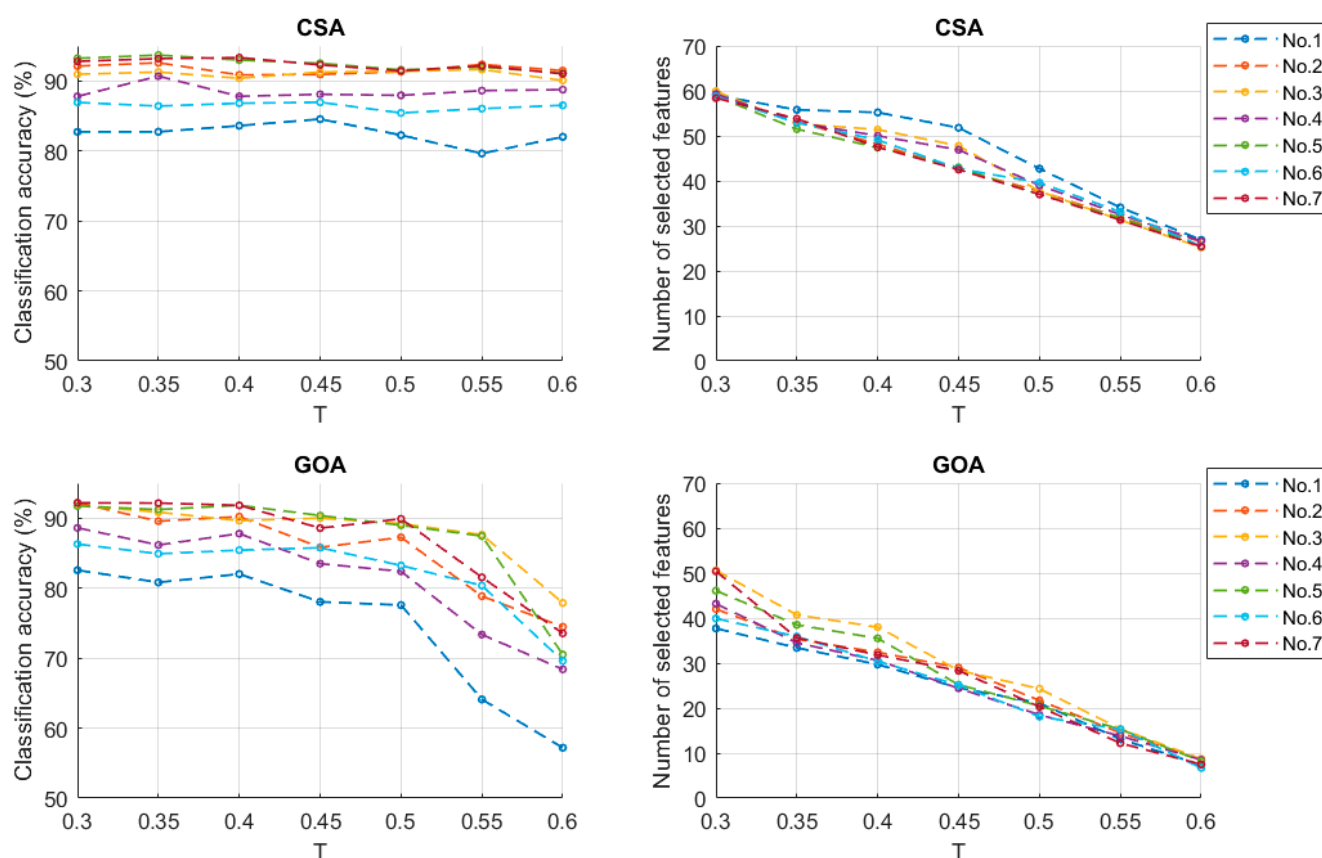 CSA
Classification accuracy (%)
90
80
70
60
50
0.3 0.35 0.4 0.45 0.5 0.55 0.6
T
CSA
Number of selected features
70
60
50
40
30
20
10
0
0.3 0.35 0.4 0.45 0.5 0.55 0.6
T
No.1
No.2
No.3
No.4
No.5
No.6
No.7
GOA
Classification accuracy (%)
90
80
70
60
50
0.3 0.35 0.4 0.45 0.5 0.55 0.6
T
GOA
Number of selected features
70
60
50
40
30
20
10
0
0.3 0.35 0.4 0.45 0.5 0.55 0.6
T
No.1
No.2
No.3
No.4
No.5
No.6
No.7